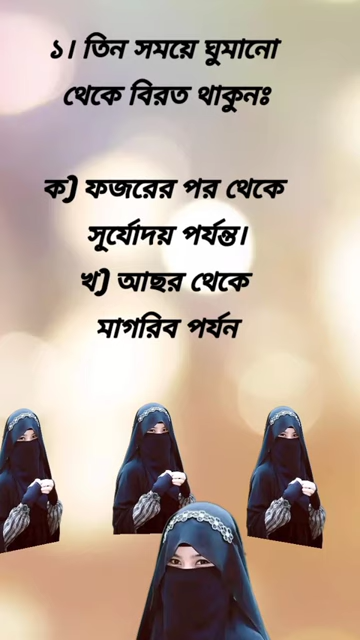 ১। তিন সময়ে ঘুমানো
থেকে বিরত থাকুনঃ
ক) ফজরের পর থেকে
সূর্যোদয় পর্যন্ত।
খ) আছর থেকে
মাগরিব পর্যন